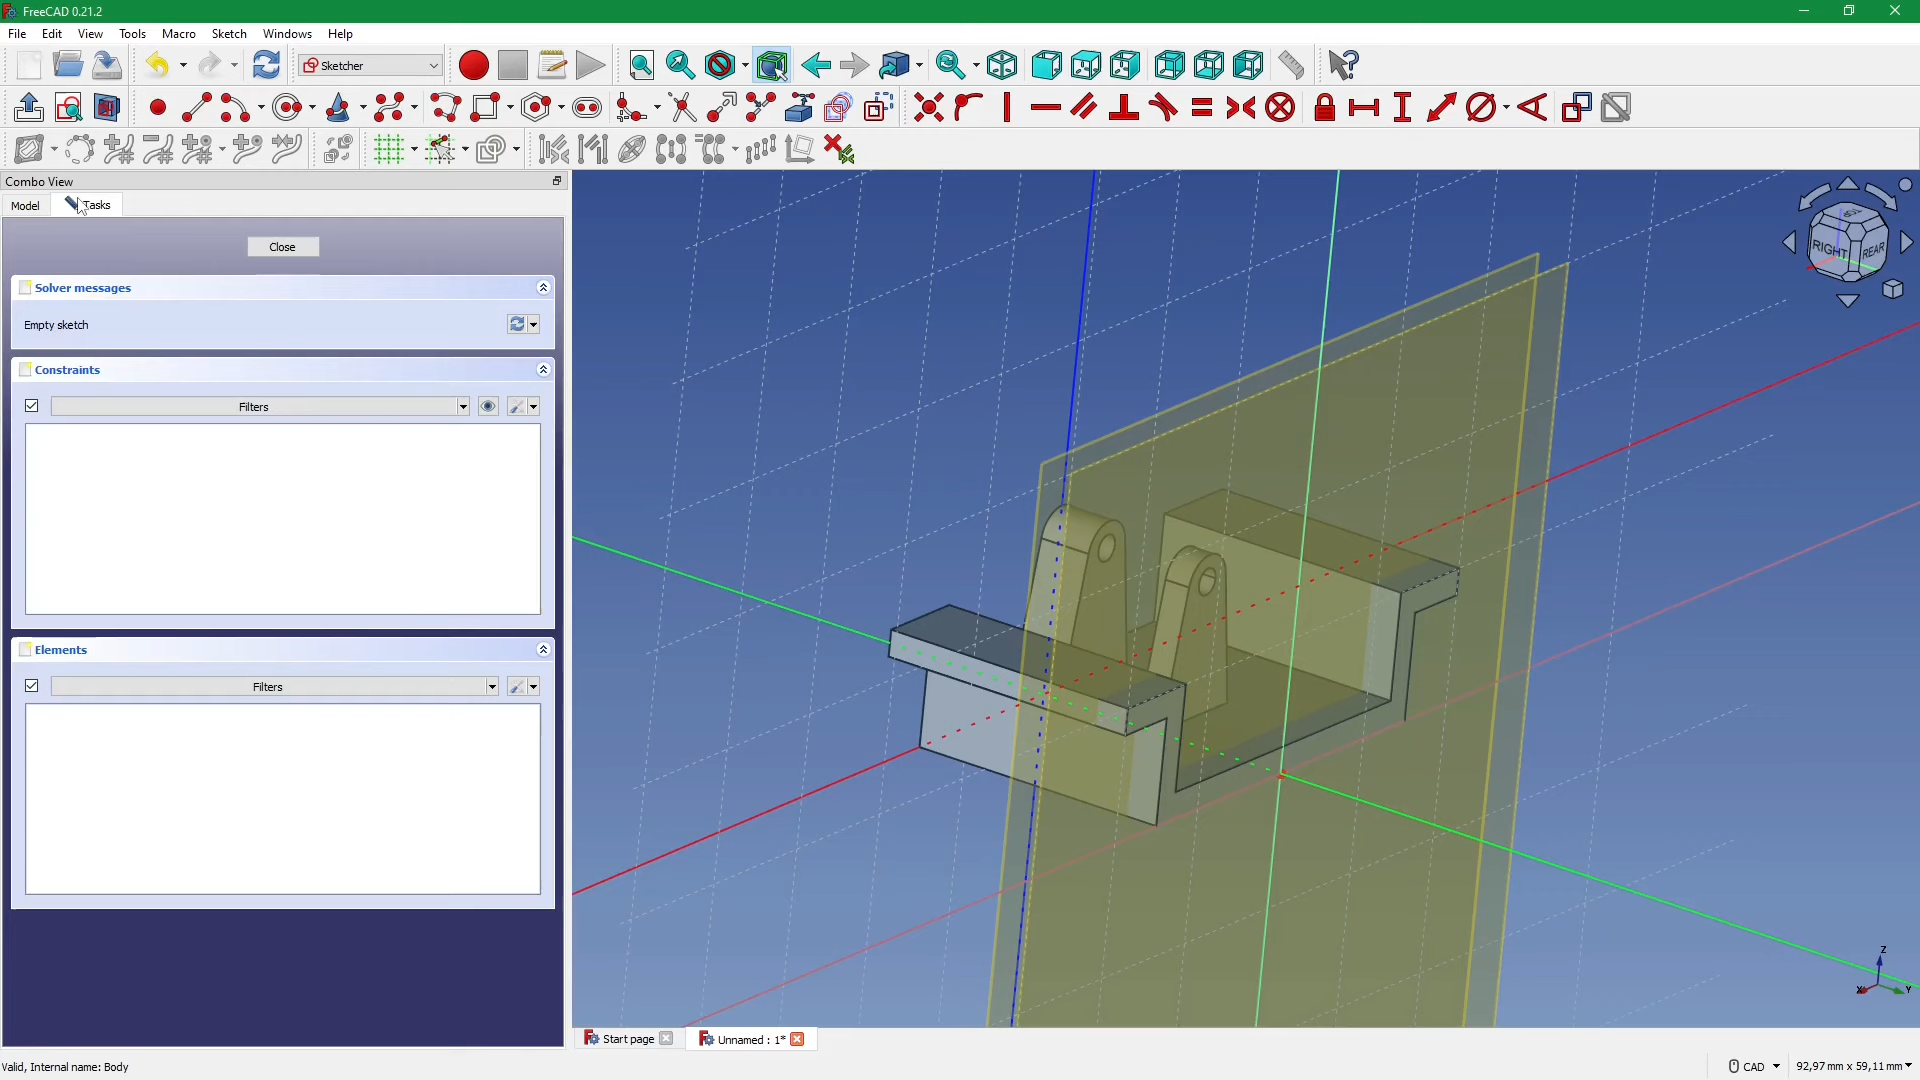 FreeCAD 0.21.2
File Edit View Tools Macro Sketch Windows Help
Sketcher
Combo View
Model Tasks
Close
Solver messages
Empty sketch
Constraints
Filters
Elements
Filters
TOP
RIGHT
REAR
Z
X
Y
Start page
Unnamed : 1*
Valid, Internal name: Body
CAD
92,97 mm x 59,11 mm